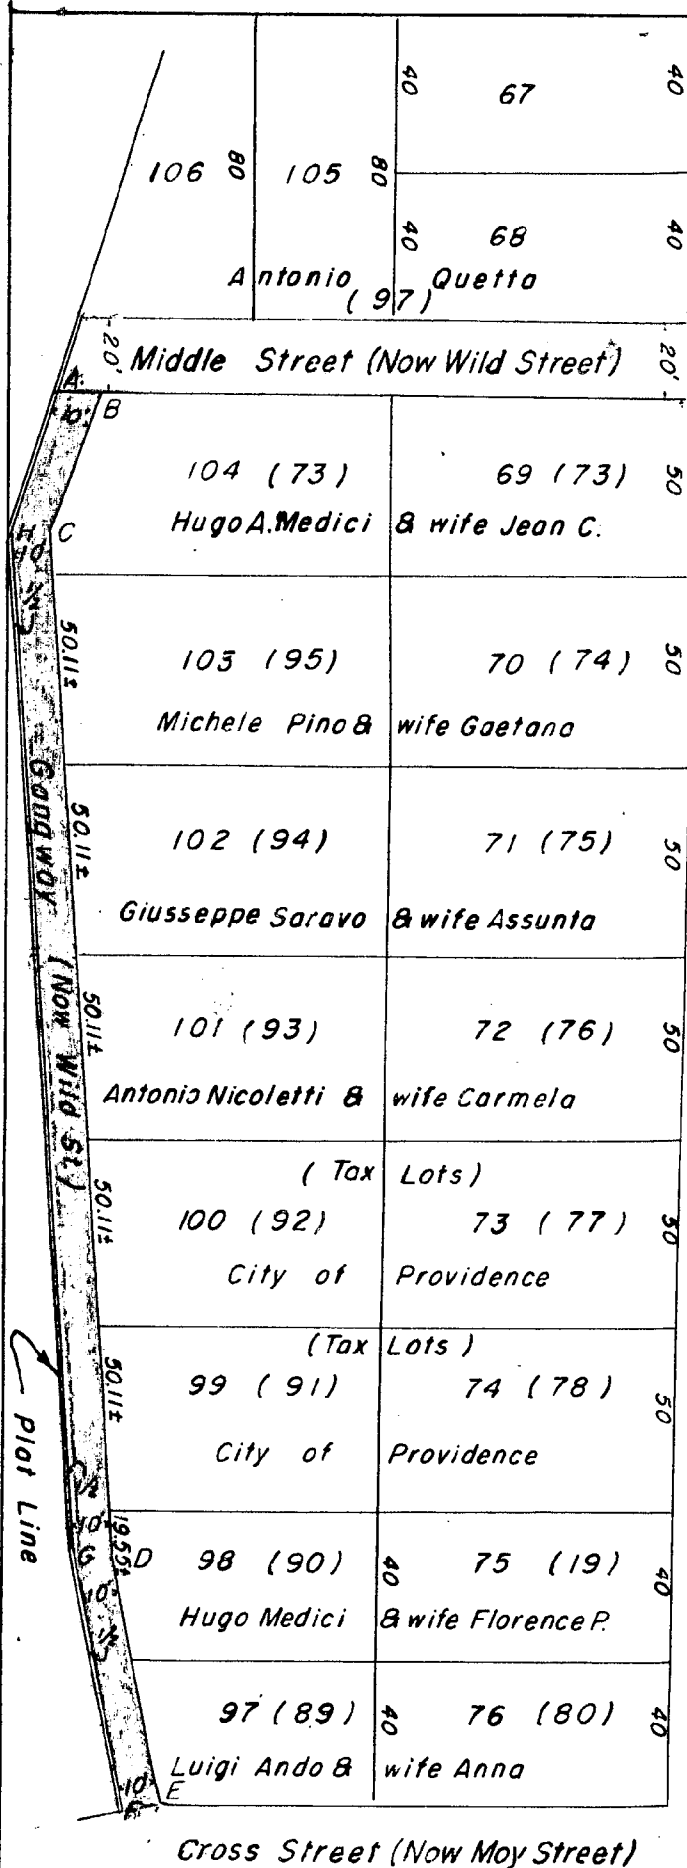 40 67 40
106 80 105 80
40 68 40
Antonio Quetta
(97)
20' Middle Street (Now Wild Street) 20'
A.
10' B
104 (73) 69 (73) 50
Hugo A. Medici & wife Jean C.
H C
10'
50.11±
103 (95) 70 (74) 50
Michele Pino & wife Gaetana
Gangway (Now Wild St.)
50.11±
102 (94) 71 (75) 50
Giusseppe Saravo & wife Assunta
50.11±
101 (93) 72 (76) 50
Antonio Nicoletti & wife Carmela
(Tax Lots)
50.11±
100 (92) 73 (77) 50
City of Providence
(Tax Lots)
50.11±
99 (91) 74 (78) 50
City of Providence
Plat Line
10' 19.55±
G D 98 (90) 40 75 (19) 40
10'
Hugo Medici & wife Florence P.
97 (89) 40 76 (80) 40
Luigi Ando & wife Anna
10' E
Cross Street (Now Moy Street)